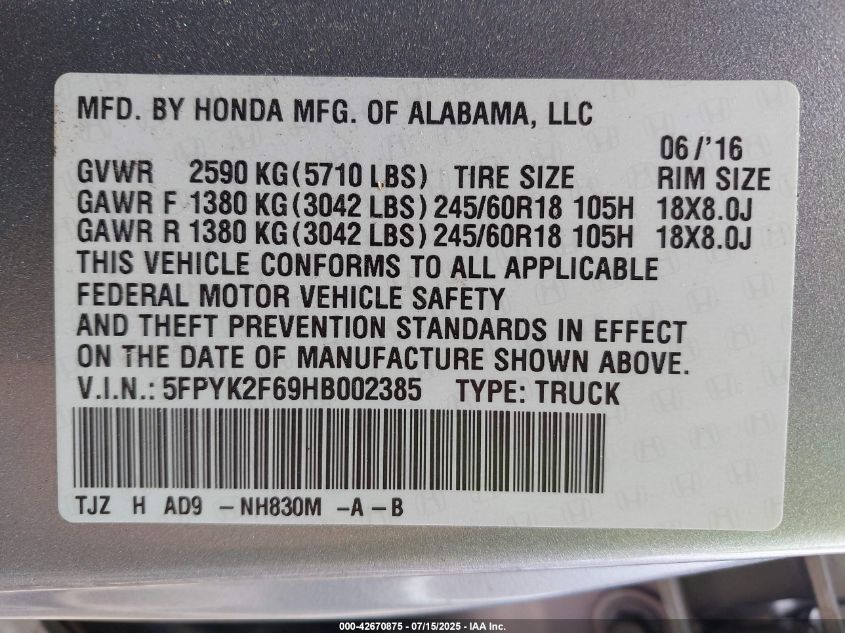 MFD. BY HONDA MFG. OF ALABAMA, LLC
06/'16
GVWR 2590 KG(5710 LBS) TIRE SIZE RIM SIZE
GAWR F 1380 KG(3042 LBS) 245/60R18 105H 18X8.0J
GAWR R 1380 KG(3042 LBS) 245/60R18 105H 18X8.0J
THIS VEHICLE CONFORMS TO ALL APPLICABLE
FEDERAL MOTOR VEHICLE SAFETY
AND THEFT PREVENTION STANDARDS IN EFFECT
ON THE DATE OF MANUFACTURE SHOWN ABOVE.
V.I.N.: 5FPYK2F69HB002385 TYPE: TRUCK
TJZ H AD9 -NH830M -A-B
000-42670875 - 07/15/2025 - IAA Inc.